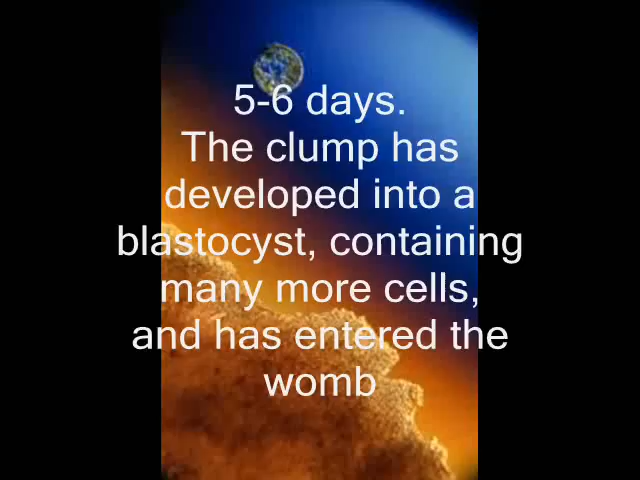 5-6 days.
The clump has
developed into a
blastocyst, containing
many more cells,
and has entered the
womb